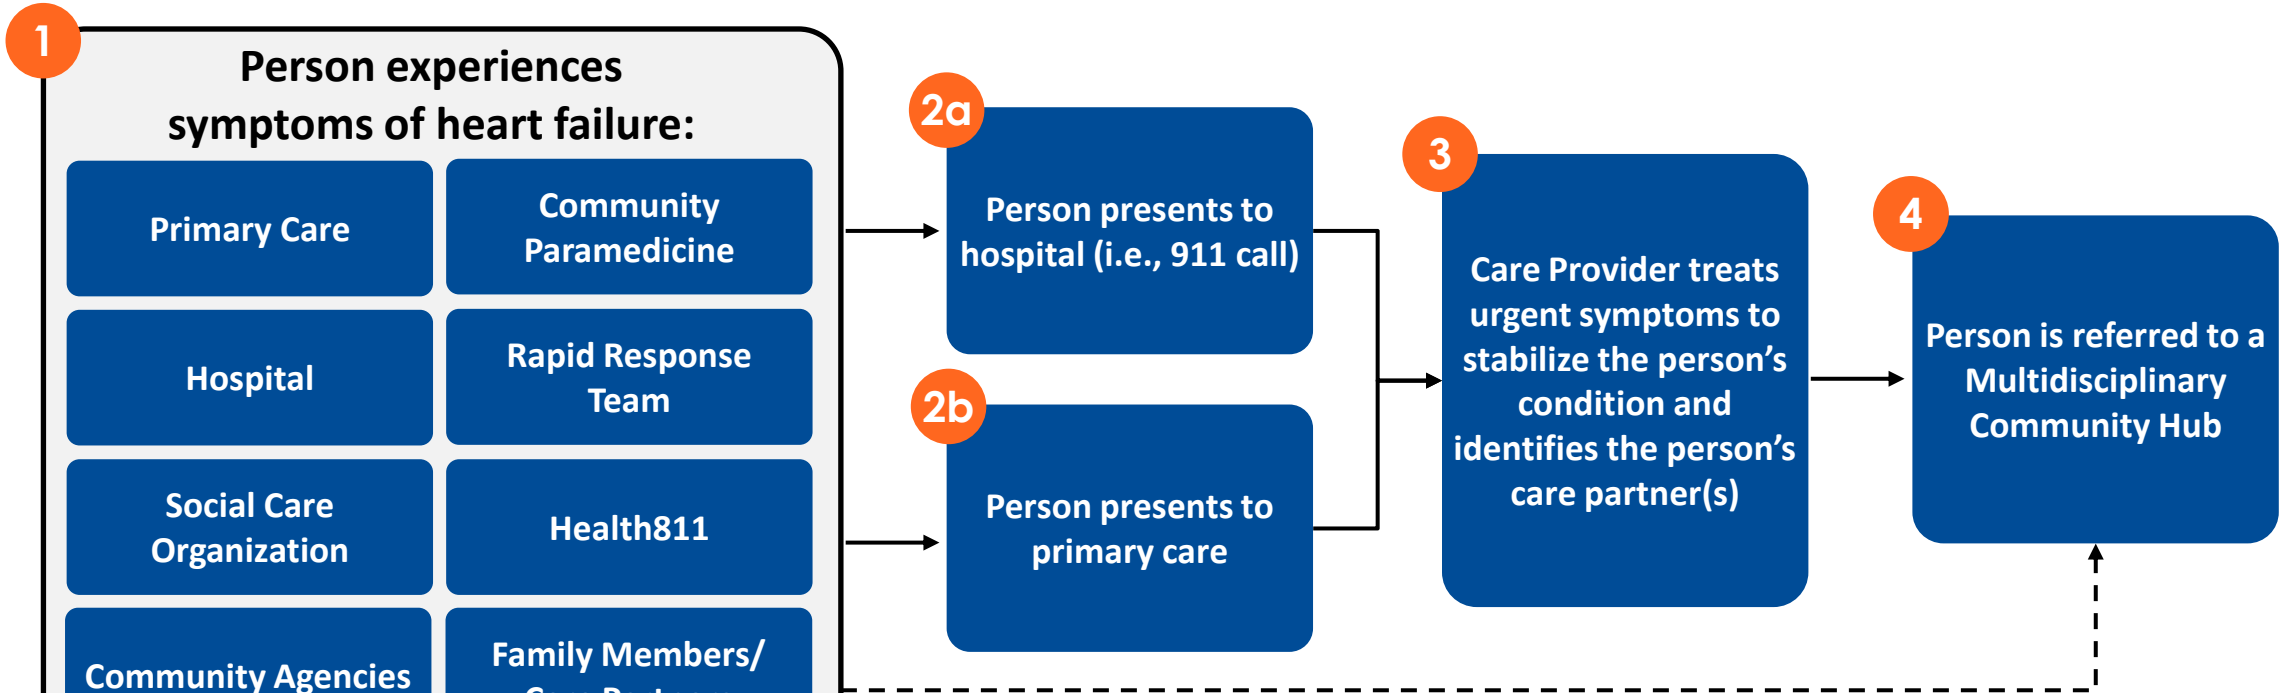 1
Person experiences
symptoms of heart failure:
Primary Care
Community
Paramedicine
Hospital
Rapid Response
Team
Social Care
Organization
Health811
Community Agencies
Family Members/
2a
Person presents to
hospital (i.e., 911 call)
2b
Person presents to
primary care
3
Care Provider treats
urgent symptoms to
stabilize the person’s
condition and
identifies the person’s
care partner(s)
4
Person is referred to a
Multidisciplinary
Community Hub